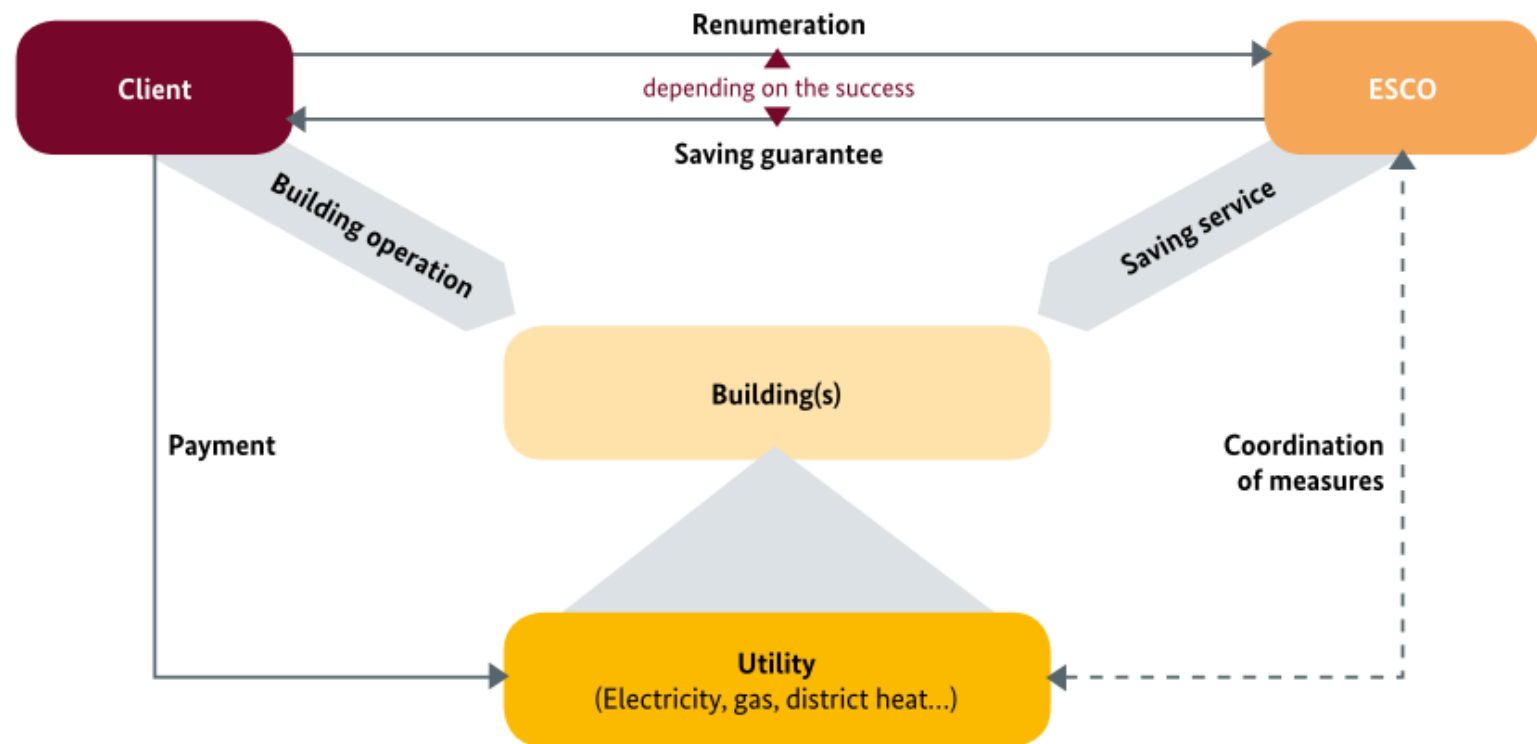 Renumeration
Client
depending on the success
ESCO
Saving guarantee
Building operation
Saving service
Building(s)
Payment
Coordination
of measures
Utility
(Electricity, gas, district heat...)